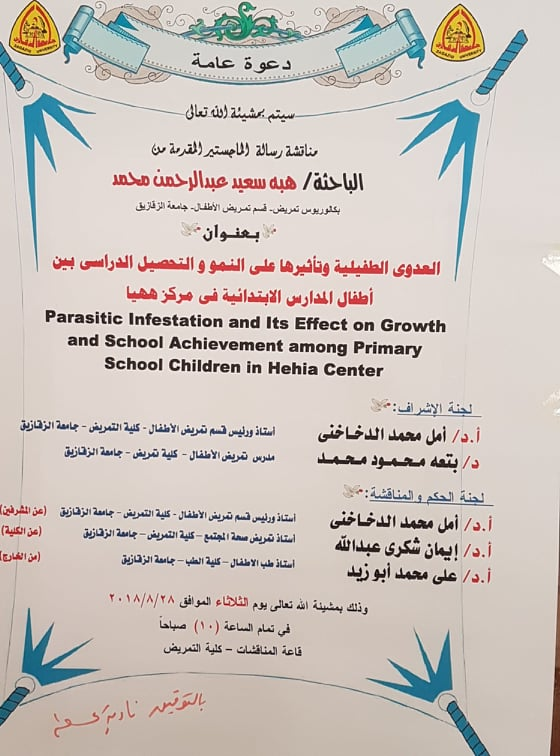 دعوة عامة
سيتم بمشيئة الله تعالى
مناقشة رسالة الماجستير المقدمة من
الباحثة/ هبه سعيد عبدالرحمن محمد
بكالوريوس تمريض- قسم تمريض الأطفال- جامعة الزقازيق
بعنوان
العدوى الطفيلية وتأثيرها على النمو و التحصيل الدراسى بين
أطفال المدارس الابتدائية فى مركز ههيا
Parasitic Infestation and Its Effect on Growth
and School Achievement among Primary
School Children in Hehia Center
لجنة الإشراف:
أ.د/ أمل محمد الدخاخنى أستاذ ورئيس قسم تمريض الأطفال - كلية التمريض - جامعة الزقازيق
د/ بتعه محمود محمد مدرس تمريض الأطفال - كلية تمريض - جامعة الزقازيق
لجنة الحكم والمناقشة:
أ.د/ أمل محمد الدخاخنى أستاذ ورئيس قسم تمريض الأطفال - كلية التمريض - جامعة الزقازيق (عن المشرفين)
أ.د/ إيمان شكرى عبدالله أستاذ تمريض صحة المجتمع - كلية التمريض - جامعة الزقازيق (عن الكلية)
أ.د/ على محمد أبو زيد أستاذ طب الاطفال - كلية الطب - جامعة الزقازيق (من الخارج)
وذلك بمشيئة الله تعالى يوم الثلاثاء الموافق ٢٠١٨/٨/٢٨
في تمام الساعة (١٠) صباحاً
قاعة المناقشات - كلية التمريض
بالتوفيق نادية